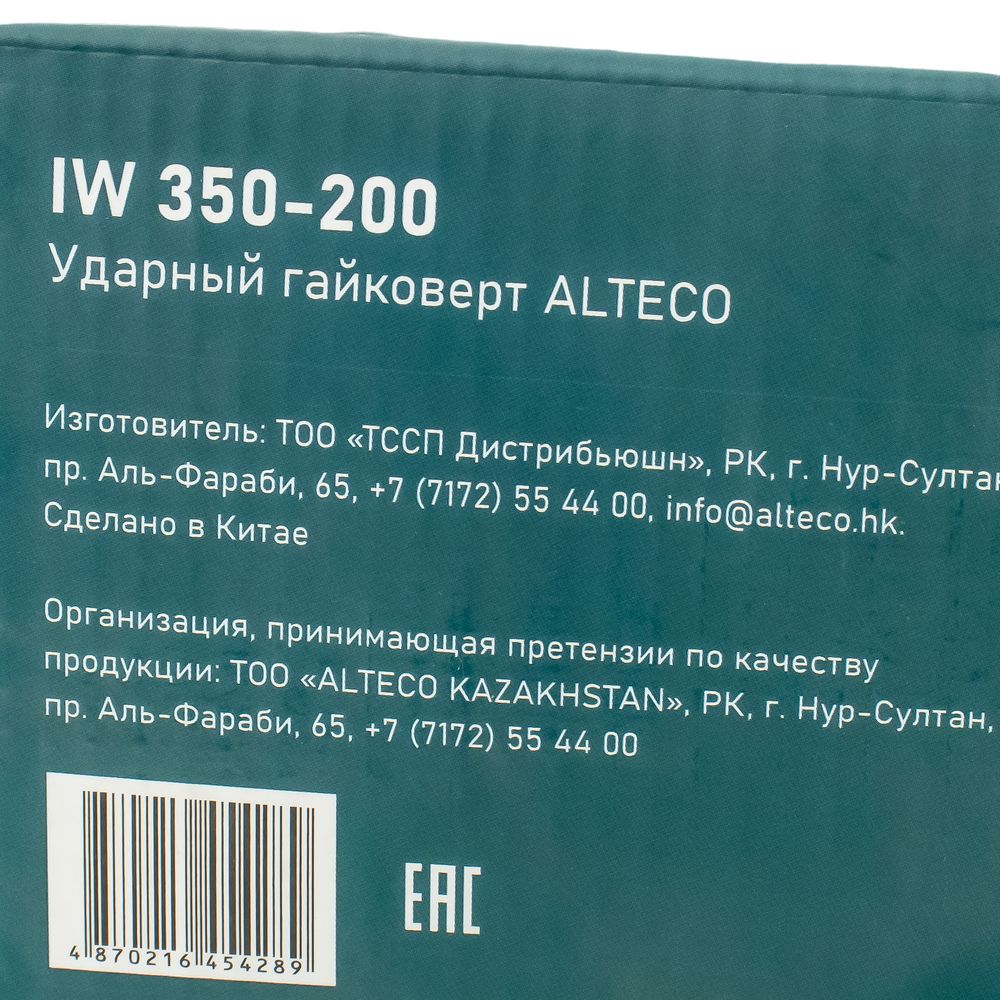 IW 350-200
Ударный гайковерт ALTECO
Изготовитель: ТОО «ТССП Дистрибьюшн», РК, г. Нур-Султан
пр. Аль-Фараби, 65, +7 (7172) 55 44 00, info@alteco.hk.
Сделано в Китае
Организация, принимающая претензии по качеству
продукции: ТОО «ALTECO KAZAKHSTAN», РК, г. Нур-Султан,
пр. Аль-Фараби, 65, +7 (7172) 55 44 00
4 870216 454289
EAC